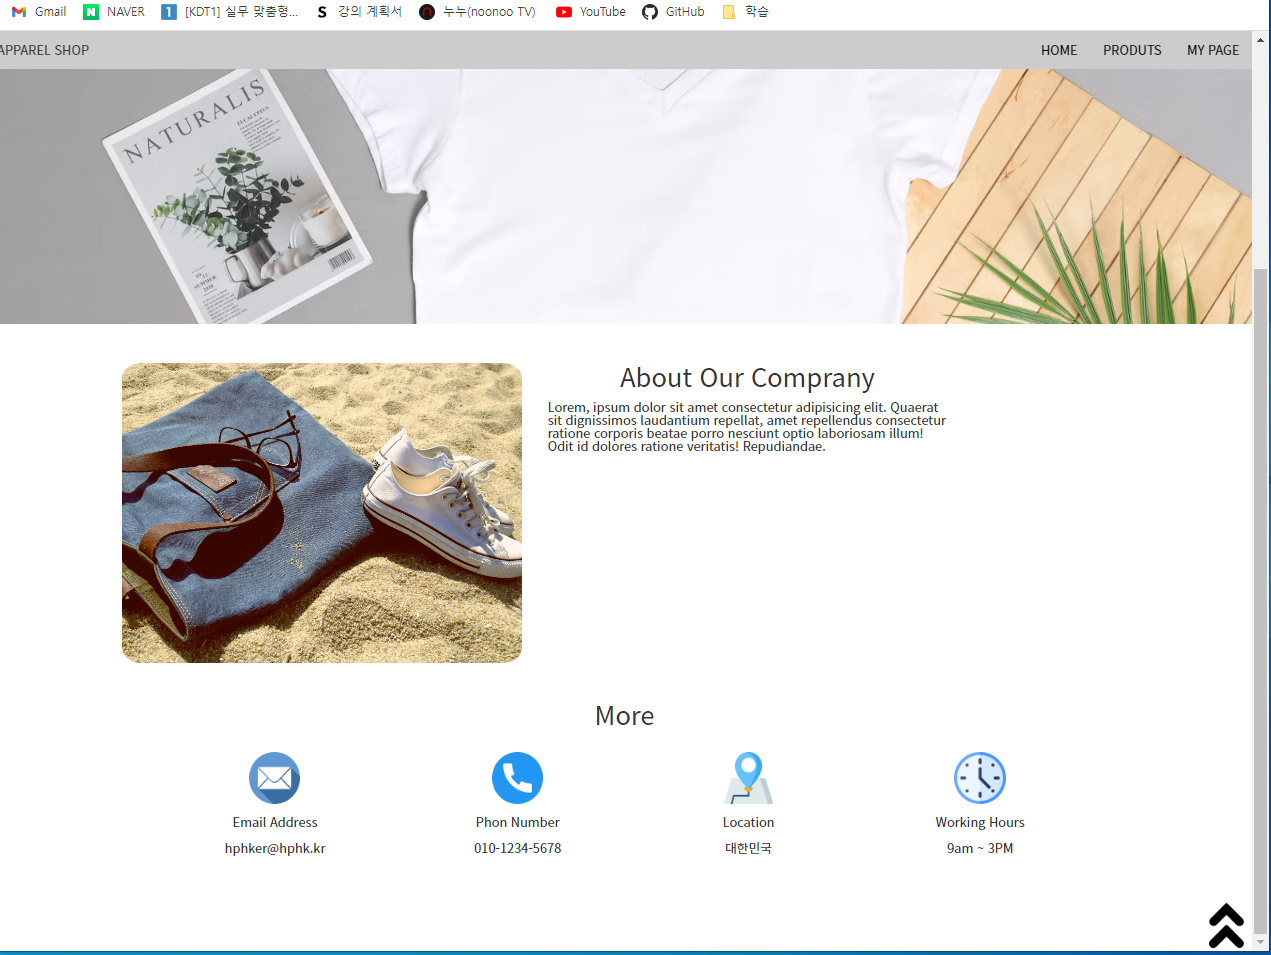 Gmail NAVER [KDT1] 실무 맞춤형... 강의 계획서 누누(noonoo TV) YouTube GitHub 학습
APPAREL SHOP HOME PRODUTS MY PAGE
NATURALIS
EUCALYPTUS
SUMMER
About Our Comprany
Lorem, ipsum dolor sit amet consectetur adipisicing elit. Quaerat
sit dignissimos laudantium repellat, amet repellendus consectetur
ratione corporis beatae porro nesciunt optio laboriosam illum!
Odit id dolores ratione veritatis! Repudiandae.
More
Email Address Phon Number Location Working Hours
hphker@hphk.kr 010-1234-5678 대한민국 9am ~ 3PM